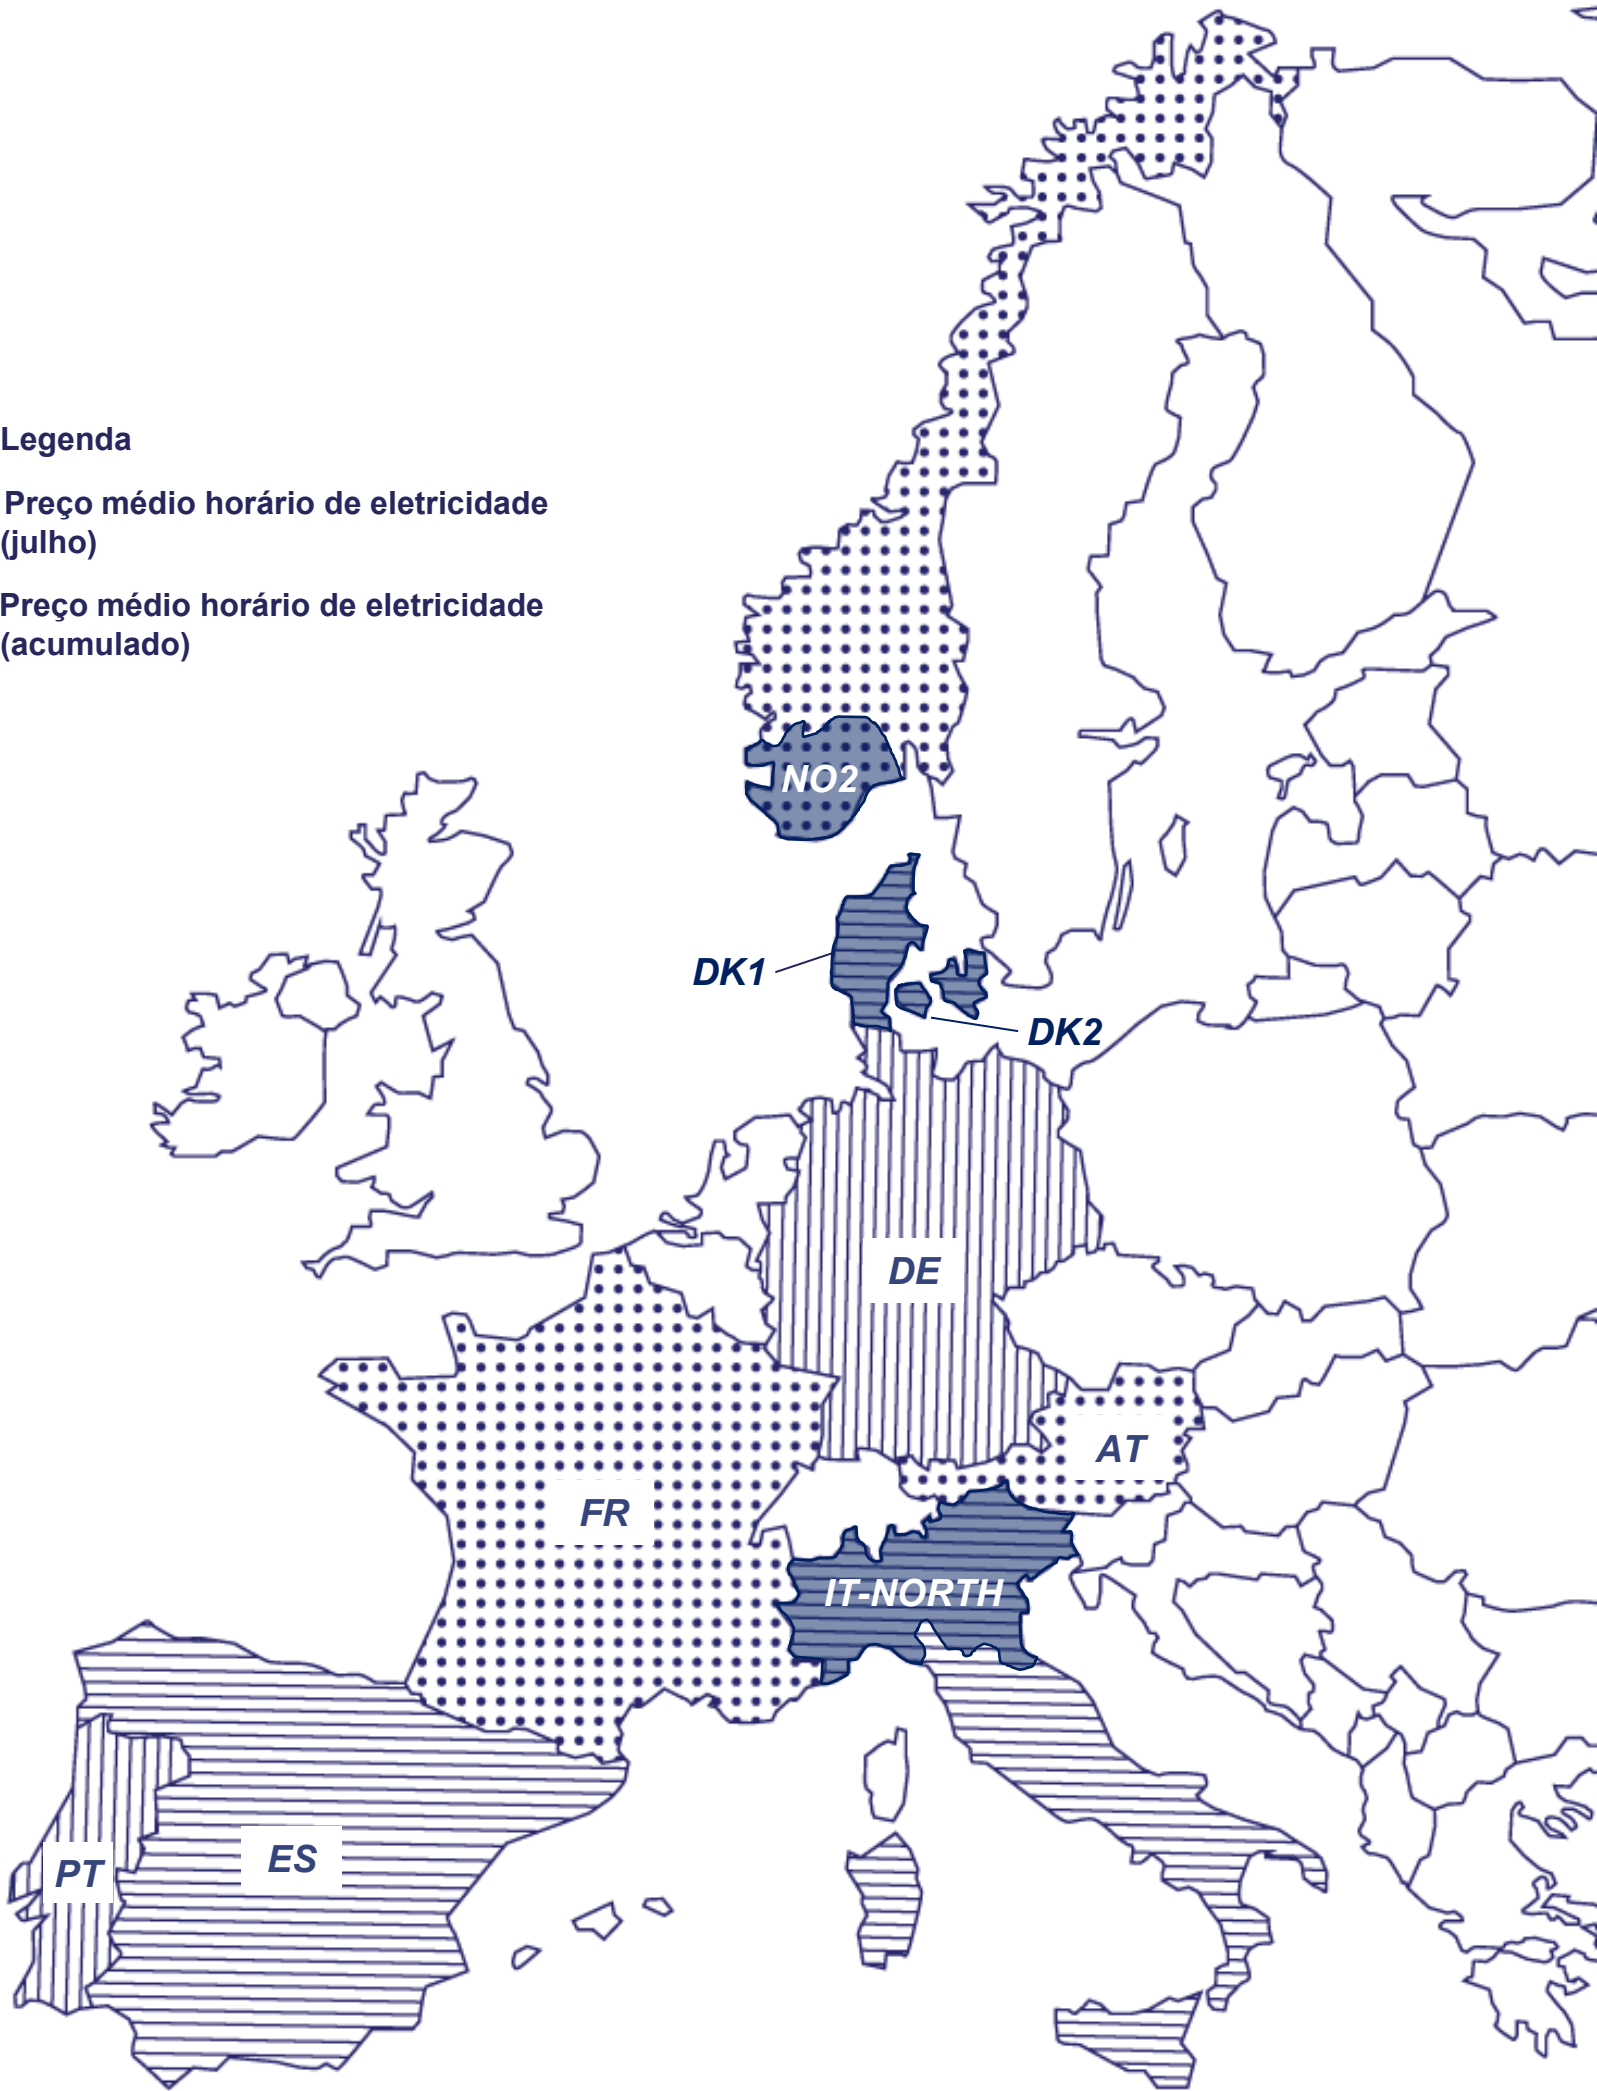 Legenda
Preço médio horário de eletricidade
(julho)
Preço médio horário de eletricidade
(acumulado)
NO2
DK1
DK2
DE
AT
FR
IT-NORTH
PT
ES